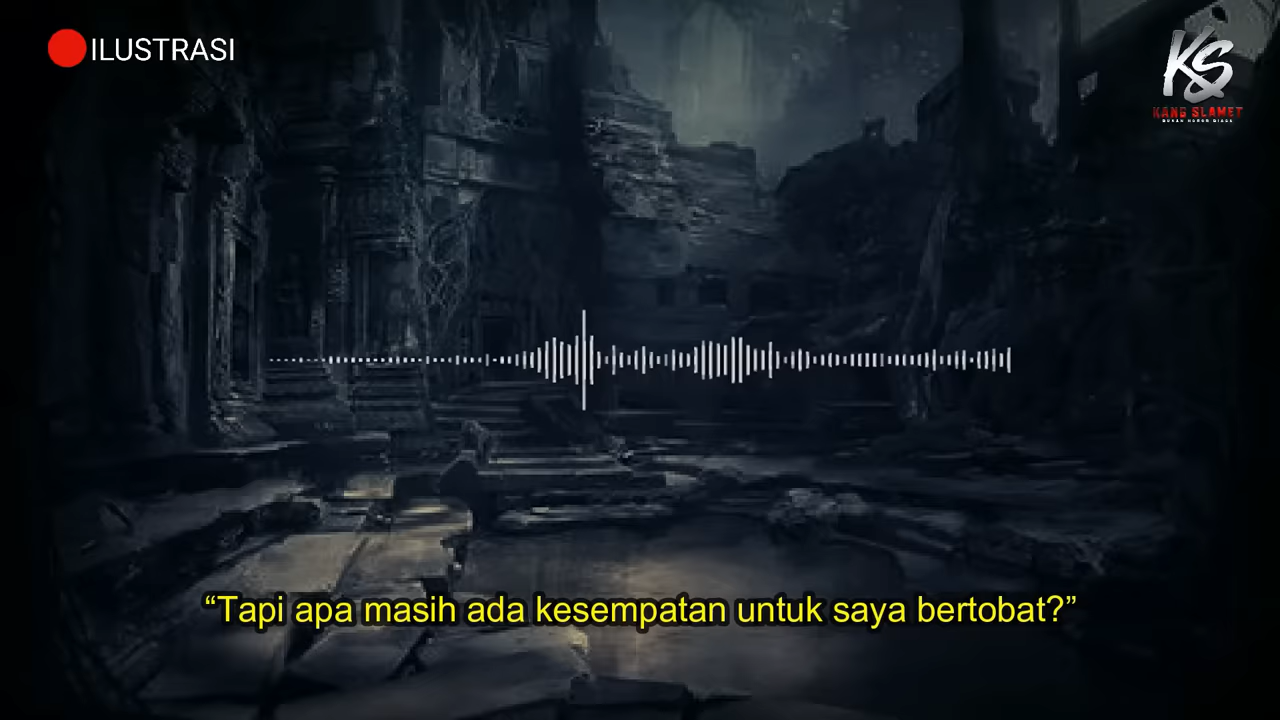 ILUSTRASI
KS
KANG SLAMET
“Tapi apa masih ada kesempatan untuk saya bertobat?”